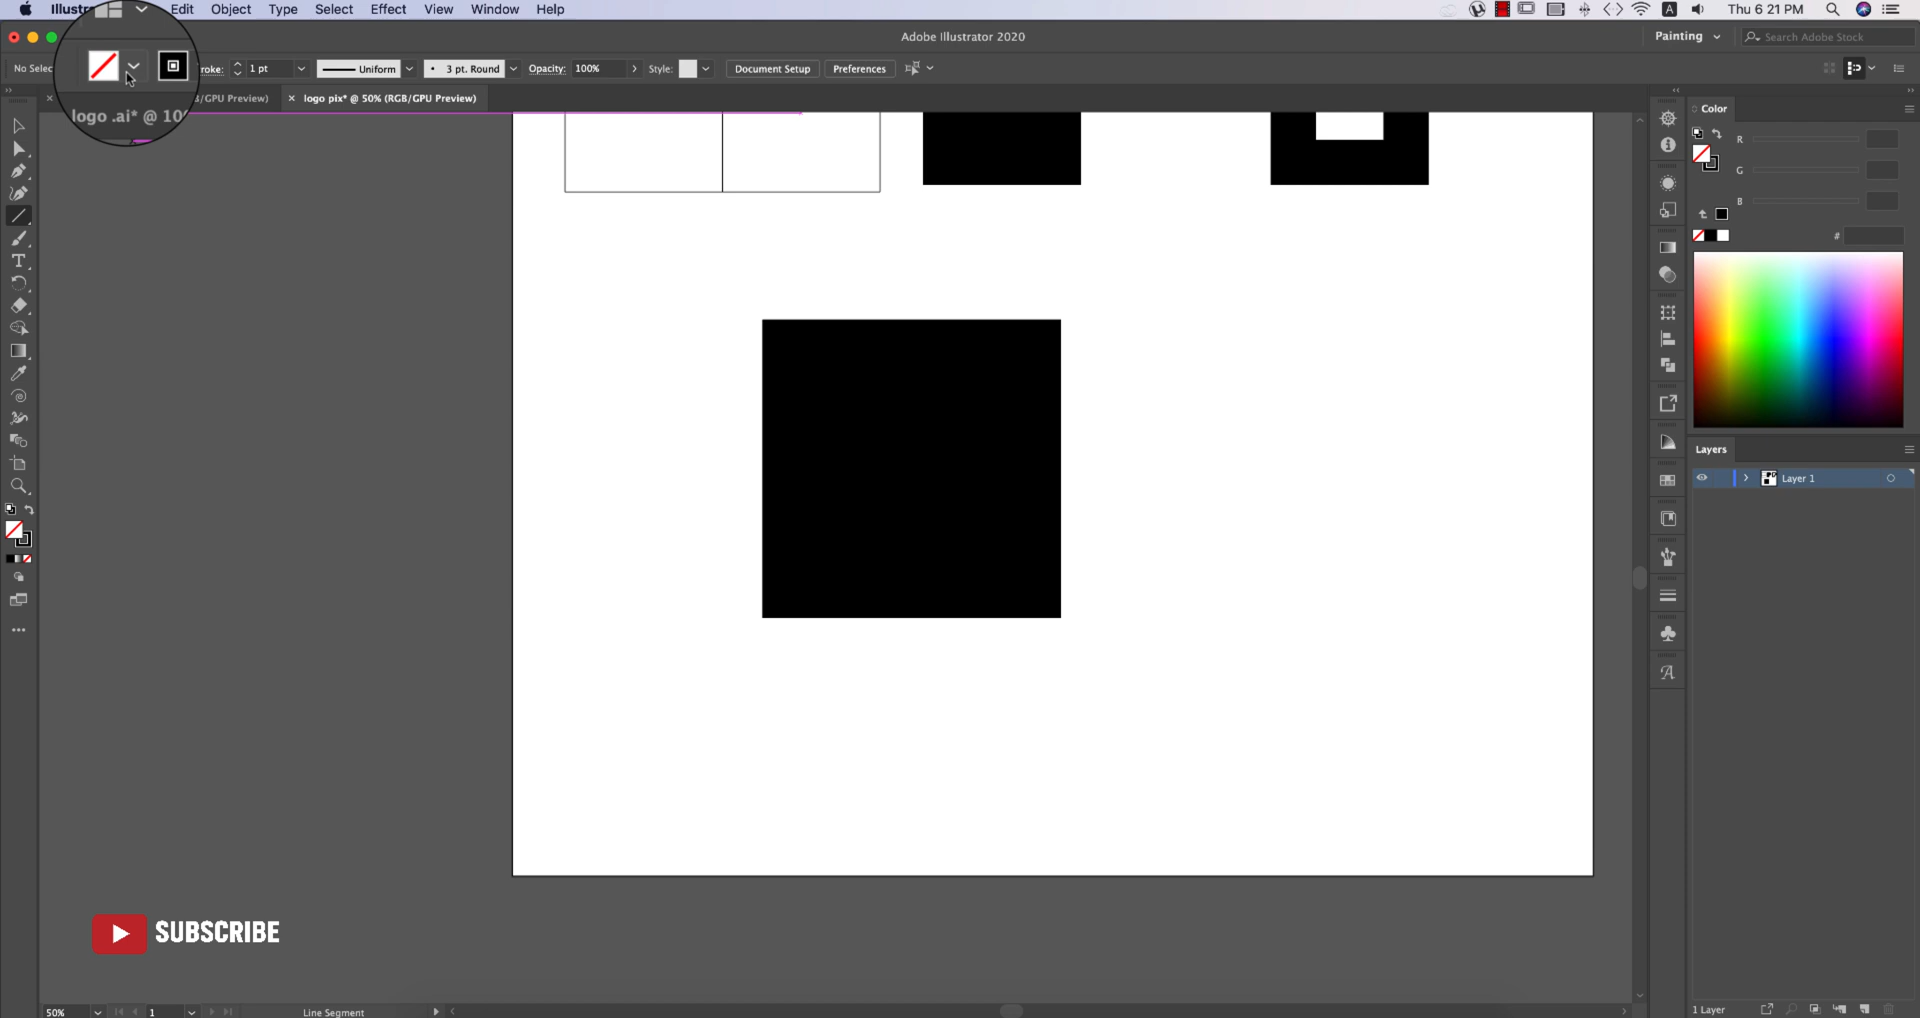 Illustr Edit Object Type Select Effect View Window Help A Thu 6 21 PM
Adobe Illustrator 2020 Painting Search Adobe Stock
No Selec roke: 1 pt Uniform 3 pt. Round Opacity: 100% Style: Document Setup Preferences
logo .ai* @ 10 B/GPU Preview) logo pix* @ 50% (RGB/GPU Preview)
Color
R
G
B
#
Layers
Layer 1
SUBSCRIBE
50% 1 Line Segment 1 Layer